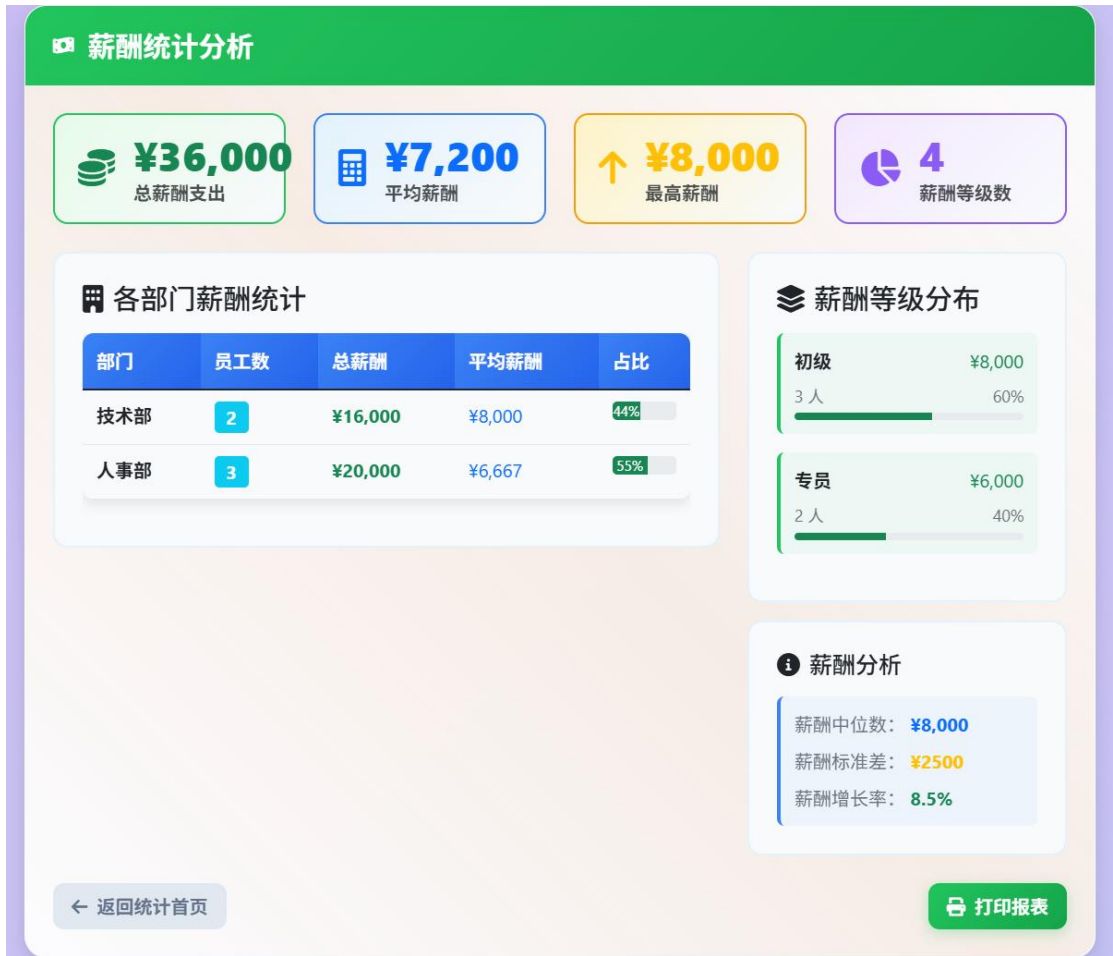 薪酬统计分析
¥36,000
总薪酬支出
¥7,200
平均薪酬
¥8,000
最高薪酬
4
薪酬等级数
各部门薪酬统计
部门 员工数 总薪酬 平均薪酬 占比
技术部 2 ¥16,000 ¥8,000 44%
人事部 3 ¥20,000 ¥6,667 55%
薪酬等级分布
初级 ¥8,000
3 人 60%
专员 ¥6,000
2 人 40%
薪酬分析
薪酬中位数: ¥8,000
薪酬标准差: ¥2500
薪酬增长率: 8.5%
返回统计首页
打印报表